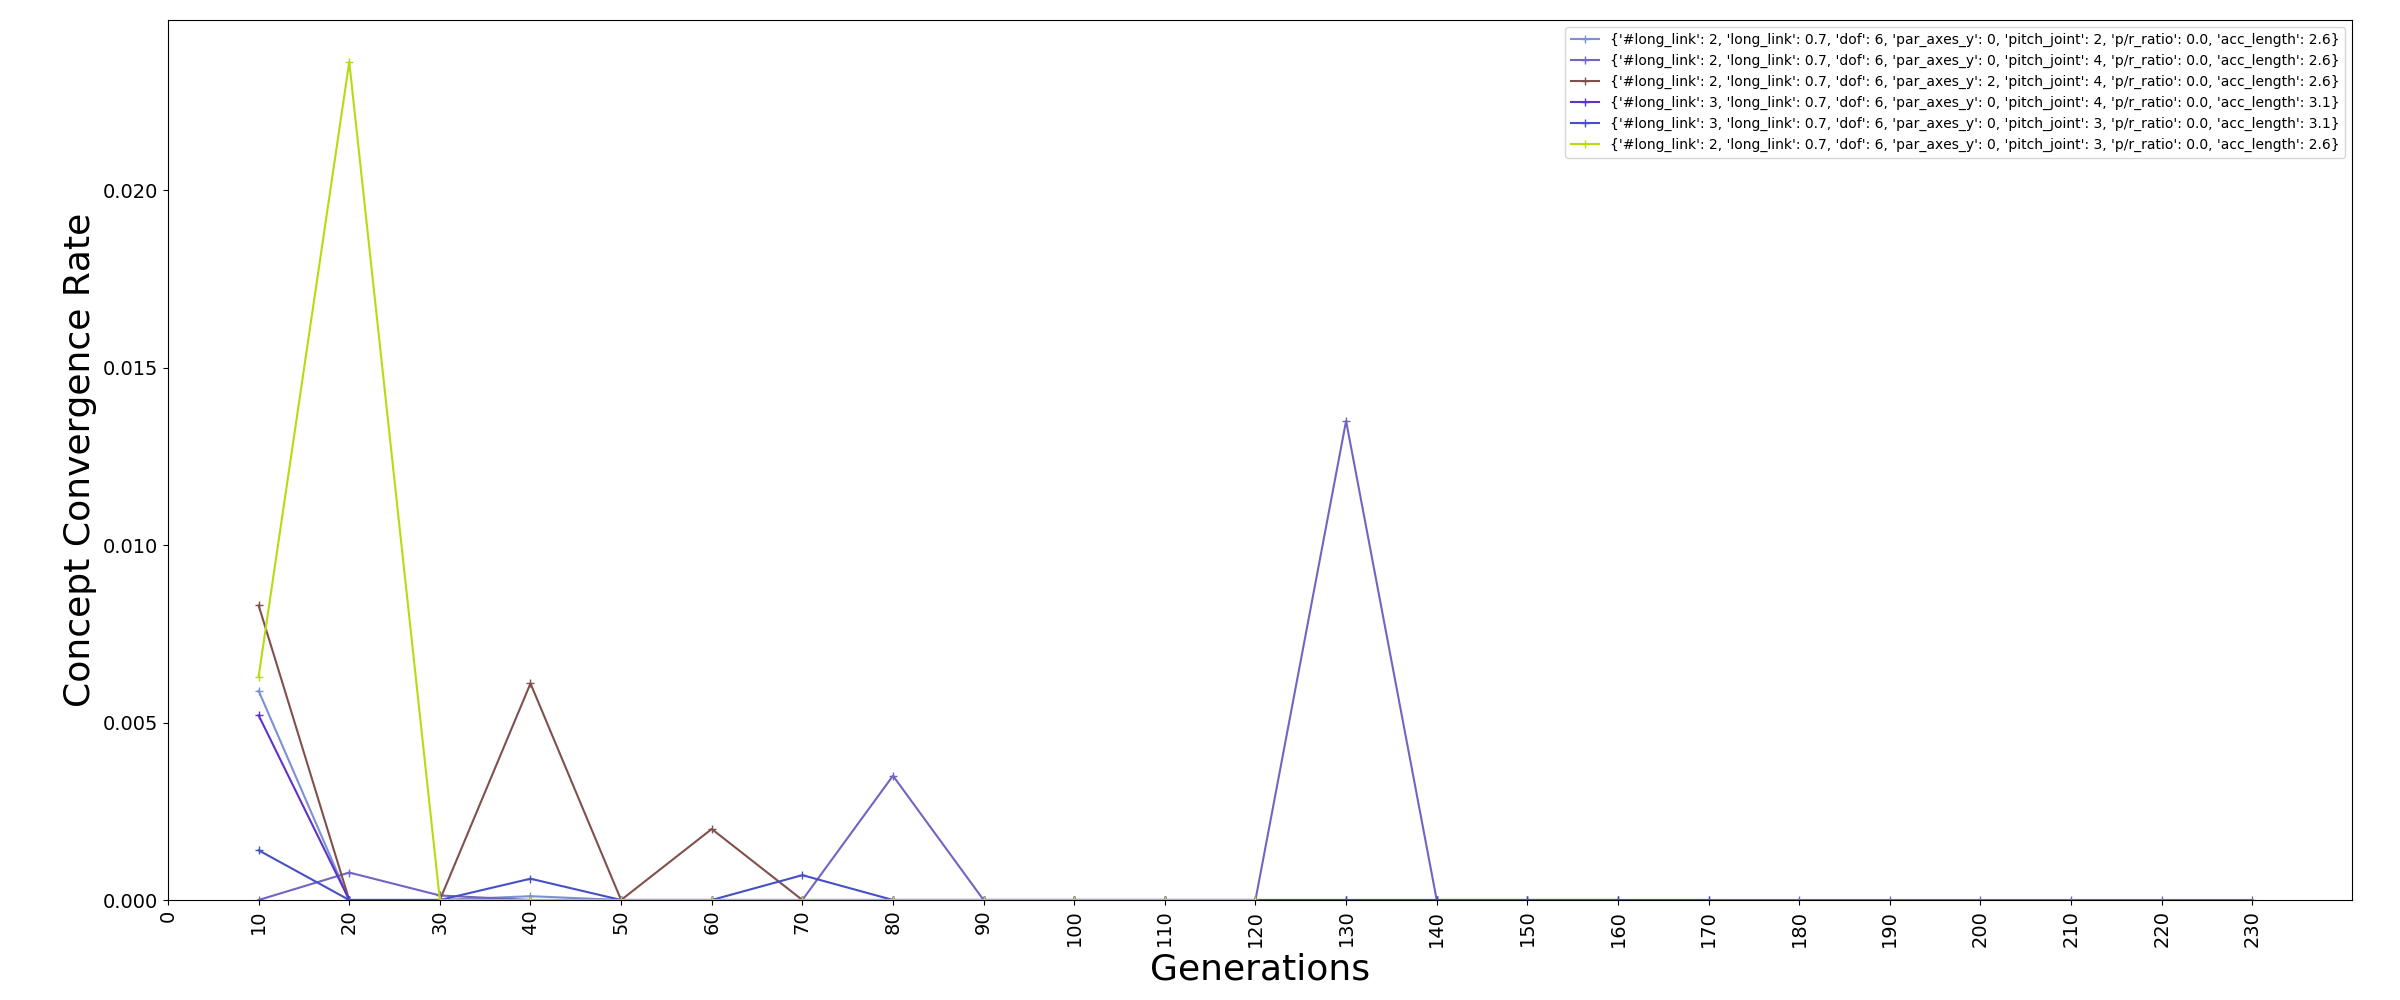 {'#long_link': 2, 'long_link': 0.7, 'dof': 6, 'par_axes_y': 0, 'pitch_joint': 2, 'p/r_ratio': 0.0, 'acc_length': 2.6}
{'#long_link': 2, 'long_link': 0.7, 'dof': 6, 'par_axes_y': 0, 'pitch_joint': 4, 'p/r_ratio': 0.0, 'acc_length': 2.6}
{'#long_link': 2, 'long_link': 0.7, 'dof': 6, 'par_axes_y': 2, 'pitch_joint': 4, 'p/r_ratio': 0.0, 'acc_length': 2.6}
{'#long_link': 3, 'long_link': 0.7, 'dof': 6, 'par_axes_y': 0, 'pitch_joint': 4, 'p/r_ratio': 0.0, 'acc_length': 3.1}
{'#long_link': 3, 'long_link': 0.7, 'dof': 6, 'par_axes_y': 0, 'pitch_joint': 3, 'p/r_ratio': 0.0, 'acc_length': 3.1}
{'#long_link': 2, 'long_link': 0.7, 'dof': 6, 'par_axes_y': 0, 'pitch_joint': 3, 'p/r_ratio': 0.0, 'acc_length': 2.6}
Concept Convergence Rate
0.020
0.015
0.010
0.005
0.000
0 10 20 30 40 50 60 70 80 90 100 110 120 130 140 150 160 170 180 190 200 210 220 230
Generations